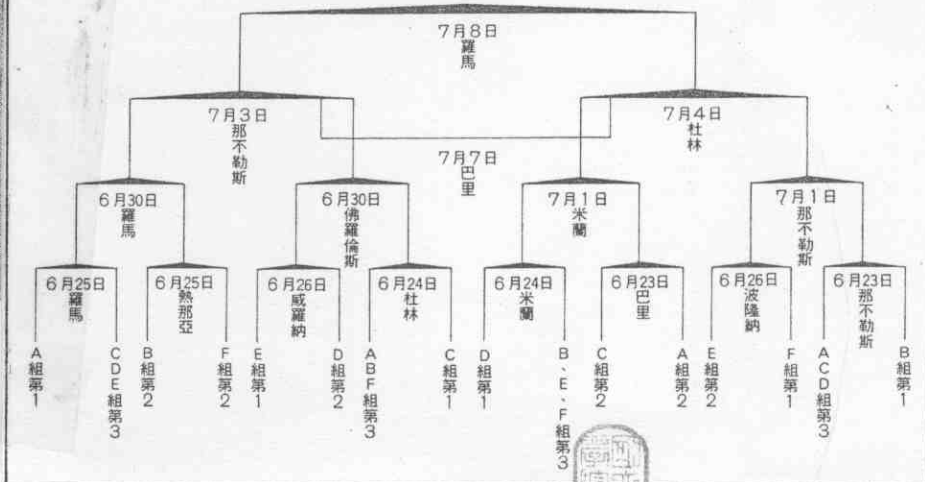 7月8日
羅馬
7月3日
那不勒斯
7月4日
杜林
7月7日
巴里
6月30日
羅馬
6月30日
佛羅倫斯
7月1日
米蘭
7月1日
那不勒斯
6月25日
羅馬
6月25日
熱那亞
6月26日
威羅納
6月24日
杜林
6月24日
米蘭
6月23日
巴里
6月26日
波隆納
6月23日
那不勒斯
A組第1
CDE組第3
B組第2
F組第2
E組第1
D組第2
ABF組第3
C組第1
D組第1
B、E、F組第3
C組第2
A組第2
E組第2
F組第1
ACD組第3
B組第1